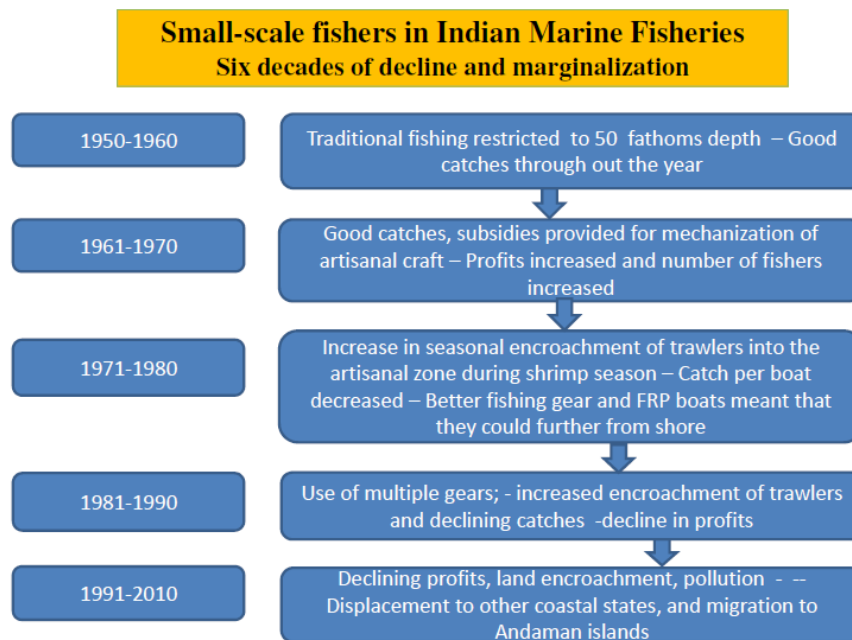 Small-scale fishers in Indian Marine Fisheries
Six decades of decline and marginalization
1950-1960
Traditional fishing restricted to 50 fathoms depth – Good
catches through out the year
1961-1970
Good catches, subsidies provided for mechanization of
artisanal craft – Profits increased and number of fishers
increased
1971-1980
Increase in seasonal encroachment of trawlers into the
artisanal zone during shrimp season – Catch per boat
decreased – Better fishing gear and FRP boats meant that
they could further from shore
1981-1990
Use of multiple gears; - increased encroachment of trawlers
and declining catches -decline in profits
1991-2010
Declining profits, land encroachment, pollution - --
Displacement to other coastal states, and migration to
Andaman islands